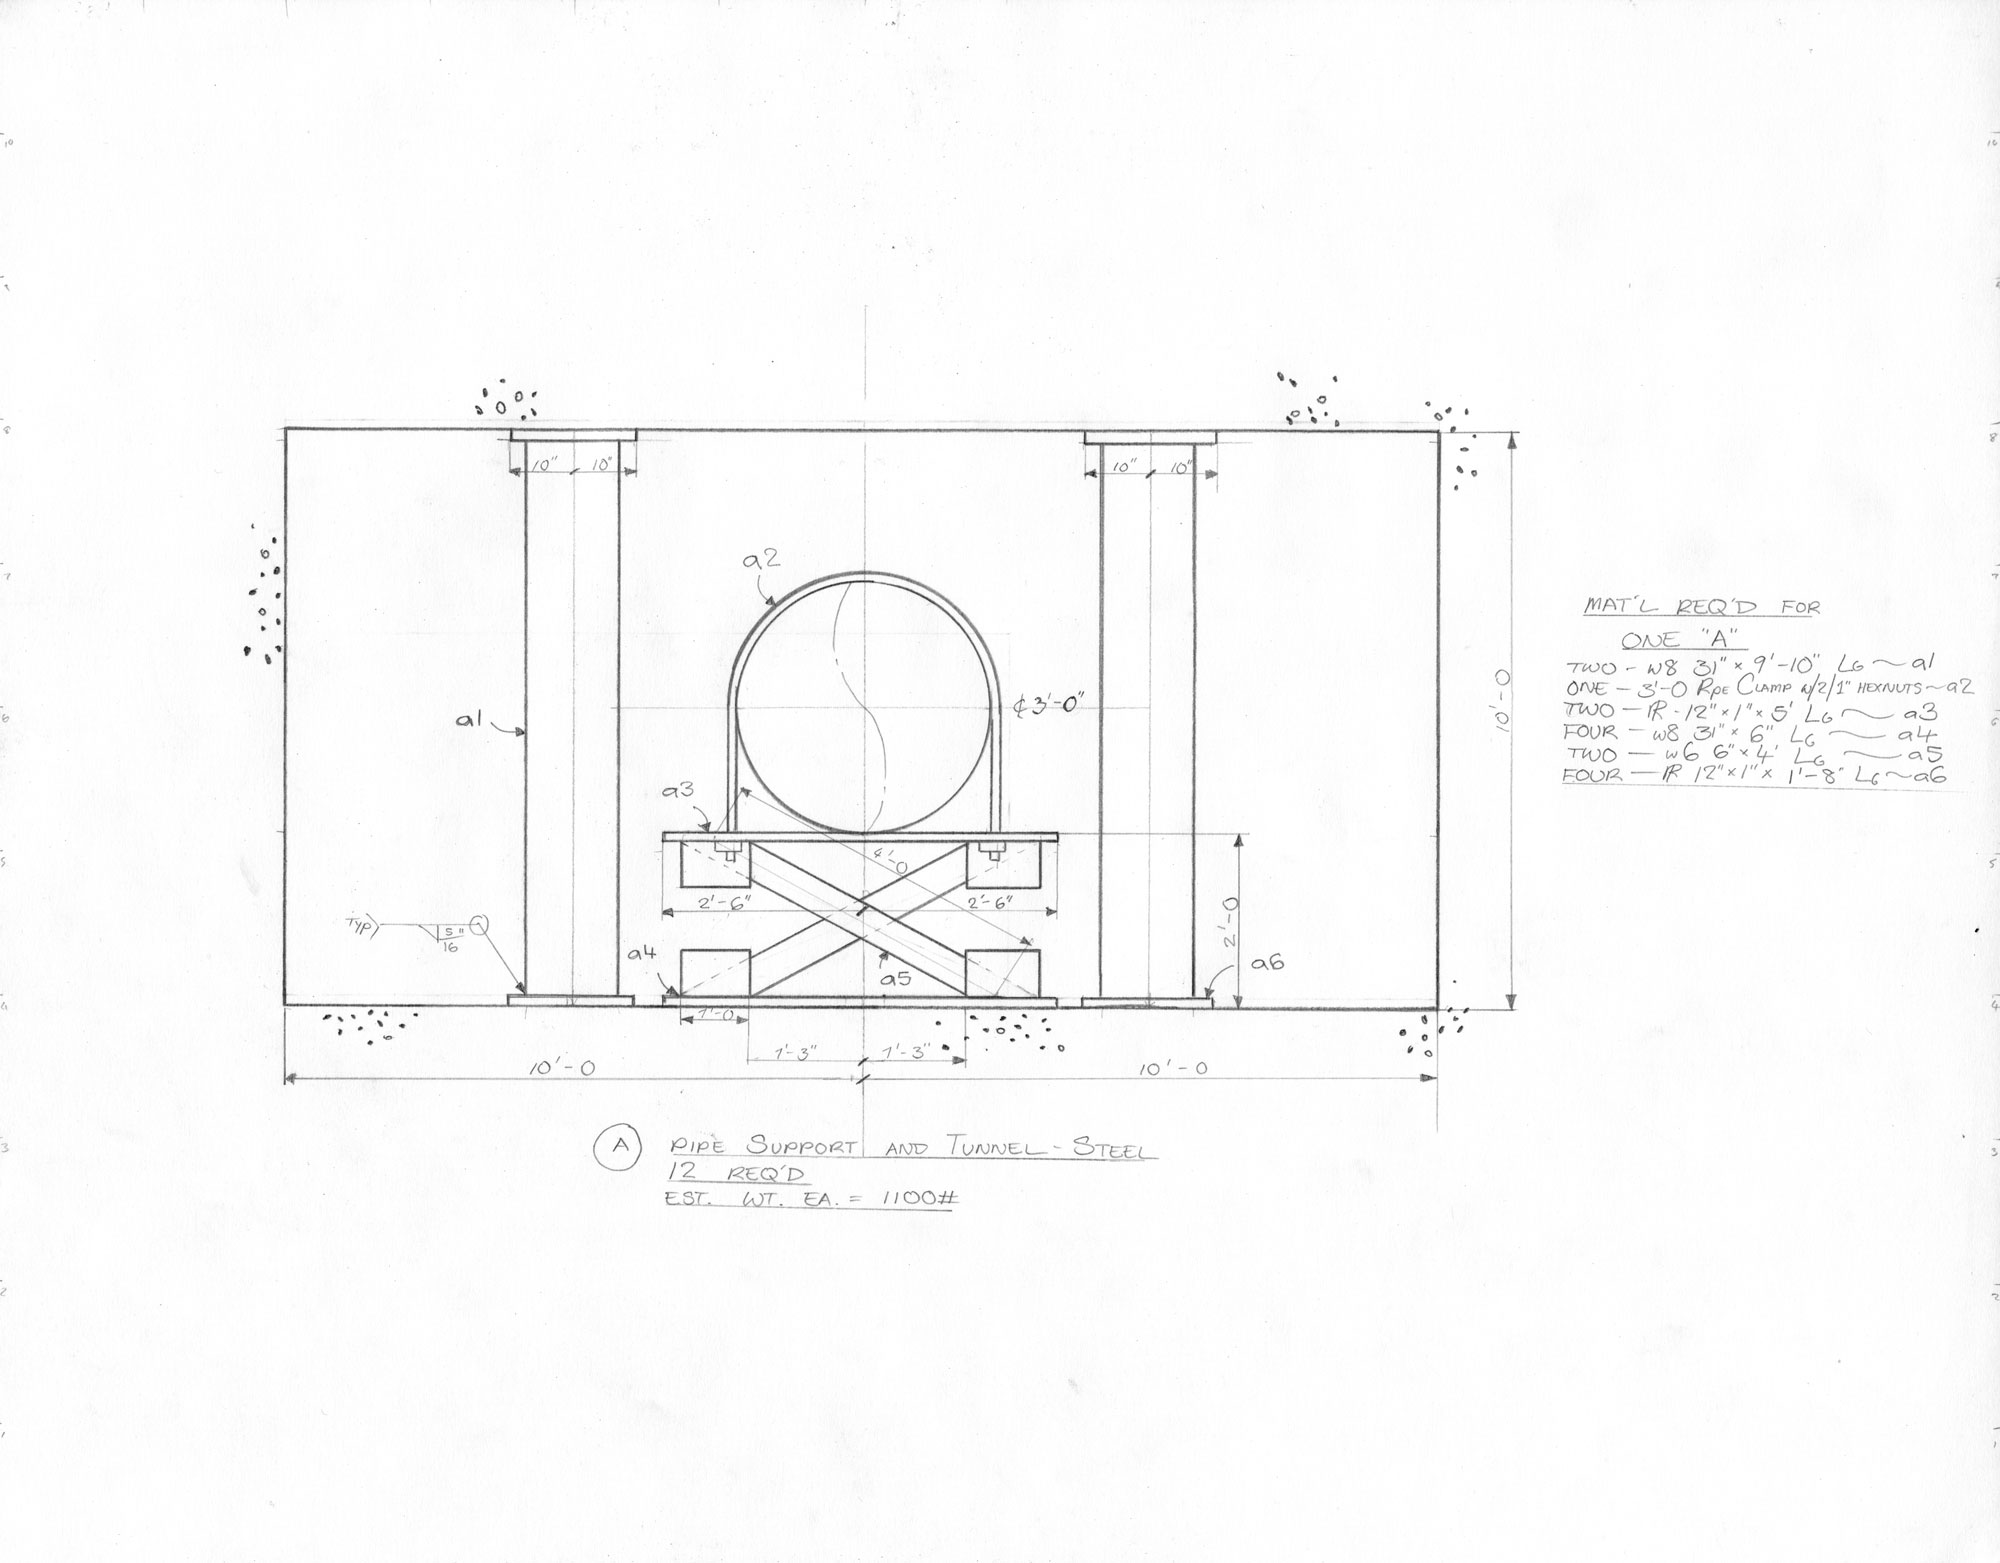 10" 10"
10" 10"
a2
MAT'L REQ'D FOR
ONE "A"
TWO - W8 31" × 9'-10" LG ~ a1
ONE - 3'-0 PIPE CLAMP W/2/1" HEXNUTS ~ a2
TWO - PL - 12" × 1" × 5' LG ~ a3
FOUR - W8 31" × 6" LG ~ a4
TWO - W6 6" × 4' LG ~ a5
FOUR - PL 12" × 1" × 1'-8" LG ~ a6
10'-0
₵ 3'-0"
a1
a3
4'-0
2'-6" 2'-6"
2'-0
TYP
5"
16
a4
a5
a6
1'-0
1'-3" 1'-3"
10'-0 10'-0
A PIPE SUPPORT AND TUNNEL-STEEL
12 REQ'D
EST. WT. EA. = 1100#